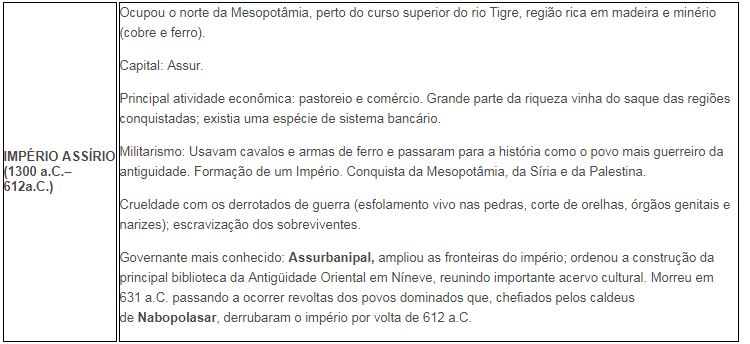 IMPÉRIO ASSÍRIO
(1300 a.C.–
612a.C.)
Ocupou o norte da Mesopotâmia, perto do curso superior do rio Tigre, região rica em madeira e minério
(cobre e ferro).
Capital: Assur.
Principal atividade econômica: pastoreio e comércio. Grande parte da riqueza vinha do saque das regiões
conquistadas; existia uma espécie de sistema bancário.
Militarismo: Usavam cavalos e armas de ferro e passaram para a história como o povo mais guerreiro da
antiguidade. Formação de um Império. Conquista da Mesopotâmia, da Síria e da Palestina.
Crueldade com os derrotados de guerra (esfolamento vivo nas pedras, corte de orelhas, órgãos genitais e
narizes); escravização dos sobreviventes.
Governante mais conhecido: Assurbanipal, ampliou as fronteiras do império; ordenou a construção da
principal biblioteca da Antigüidade Oriental em Nínive, reunindo importante acervo cultural. Morreu em
631 a.C. passando a ocorrer revoltas dos povos dominados que, chefiados pelos caldeus
de Nabopolasar, derrubaram o império por volta de 612 a.C.